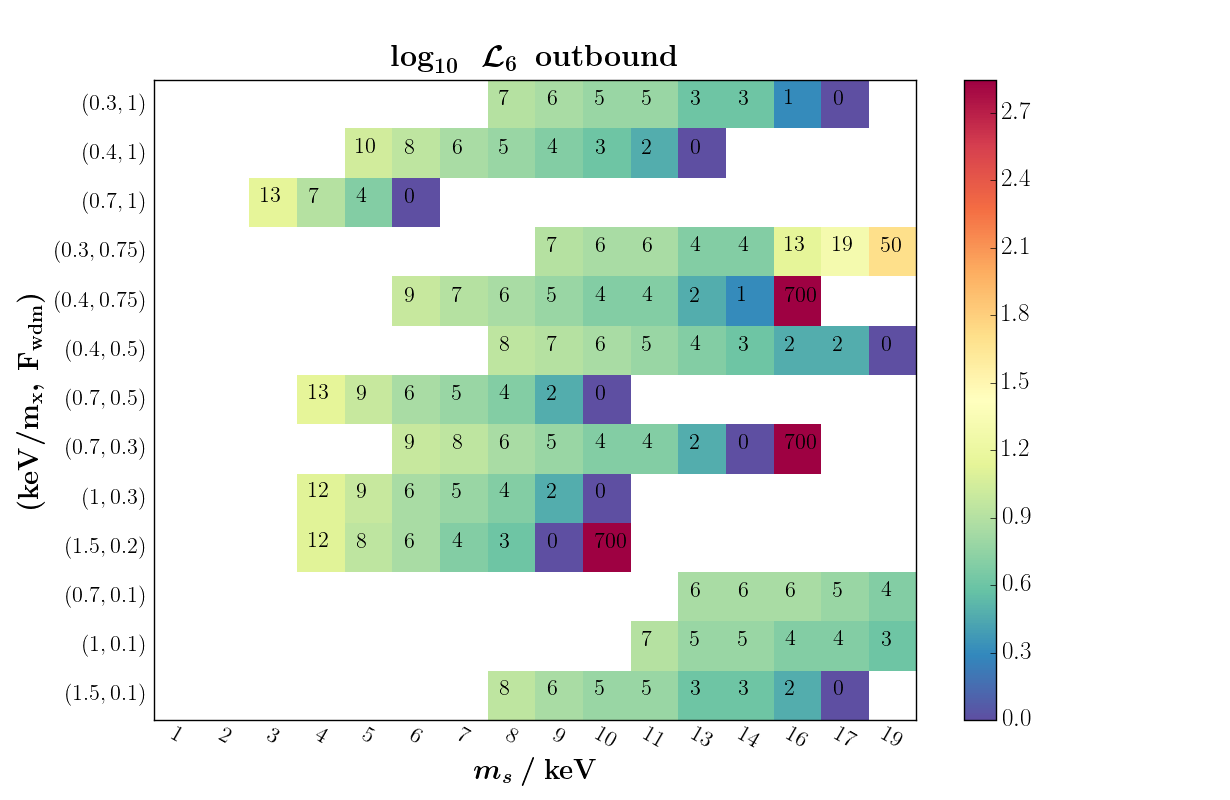 log₁₀ ℒ₆ outbound
(0.3, 1) 7 6 5 5 3 3 1 0
(0.4, 1) 10 8 6 5 4 3 2 0
(0.7, 1) 13 7 4 0
(0.3, 0.75) 7 6 6 4 4 13 19 50
(0.4, 0.75) 9 7 6 5 4 4 2 1 700
(0.4, 0.5) 8 7 6 5 4 3 2 2 0
(0.7, 0.5) 13 9 6 5 4 2 0
(0.7, 0.3) 9 8 6 5 4 4 2 0 700
(1, 0.3) 12 9 6 5 4 2 0
(1.5, 0.2) 12 8 6 4 3 0 700
(0.7, 0.1) 6 6 6 5 4
(1, 0.1) 7 5 5 4 4 3
(1.5, 0.1) 8 6 5 5 3 3 2 0
1 2 3 4 5 6 7 8 9 10 11 13 14 16 17 19
mₛ / keV
(keV/mₓ, F_wdm)
2.7
2.4
2.1
1.8
1.5
1.2
0.9
0.6
0.3
0.0